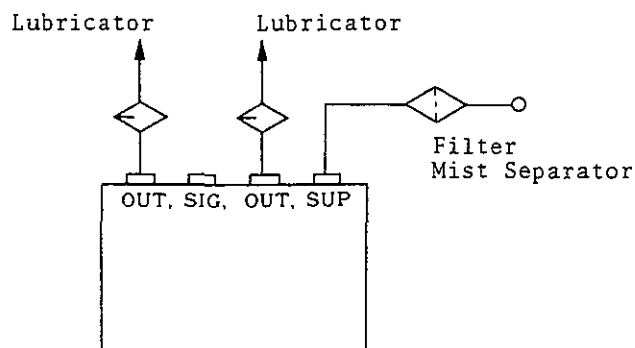 Lubricator
Lubricator
Filter
Mist Separator
OUT, SIG, OUT, SUP